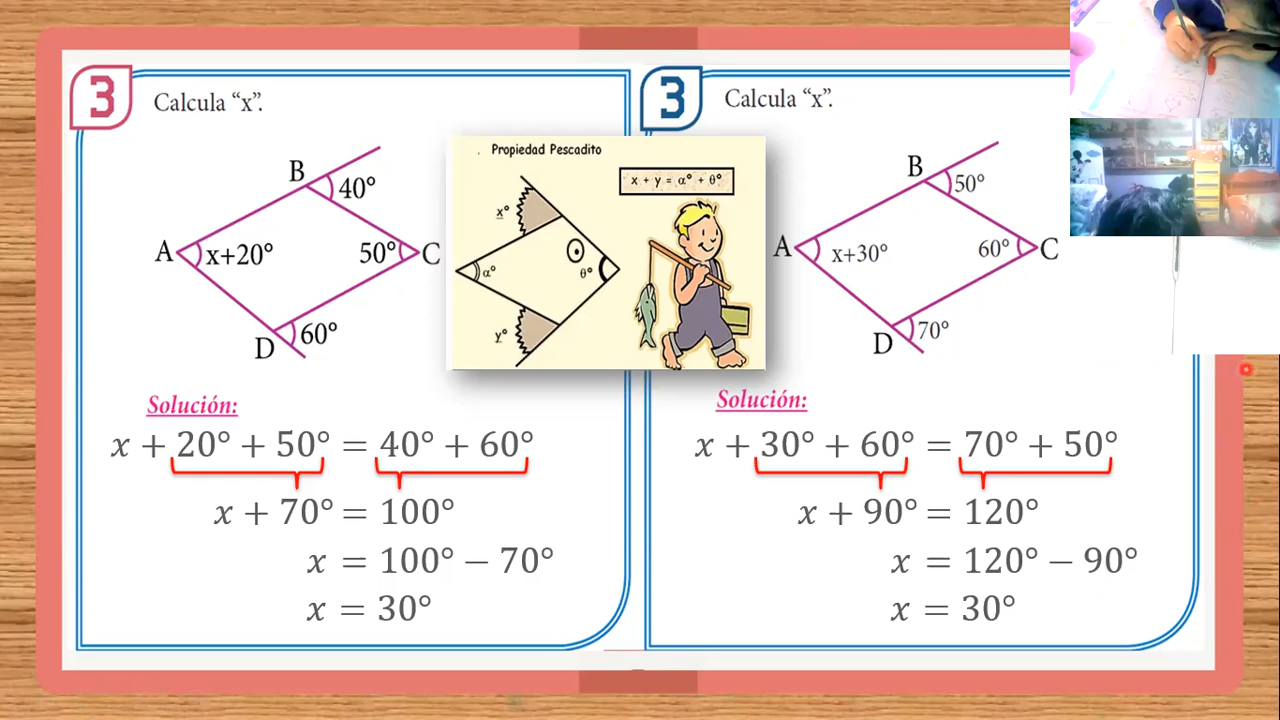 3
Calcula “x”.
B
40°
A
x+20°
50°
C
60°
D
Solución:
x + 20° + 50° = 40° + 60°
x + 70° = 100°
x = 100° − 70°
x = 30°
Propiedad Pescadito
x + y = α° + θ°
x°
α°
θ°
y°
3
Calcula “x”.
B
50°
A
x+30°
60°
C
D
70°
Solución:
x + 30° + 60° = 70° + 50°
x + 90° = 120°
x = 120° − 90°
x = 30°